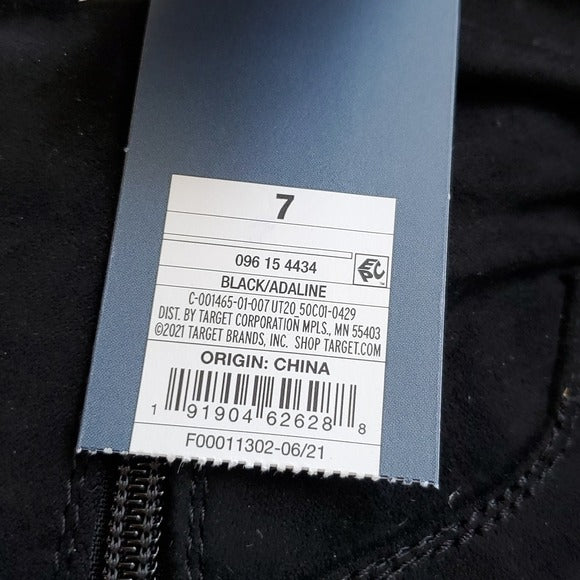 7
096 15 4434
EPC
BLACK/ADALINE
C-001465-01-007 UT20_50C01-0429
DIST. BY TARGET CORPORATION MPLS., MN 55403
©2021 TARGET BRANDS, INC. SHOP TARGET.COM
ORIGIN: CHINA
1 91904 62628 8
F00011302-06/21